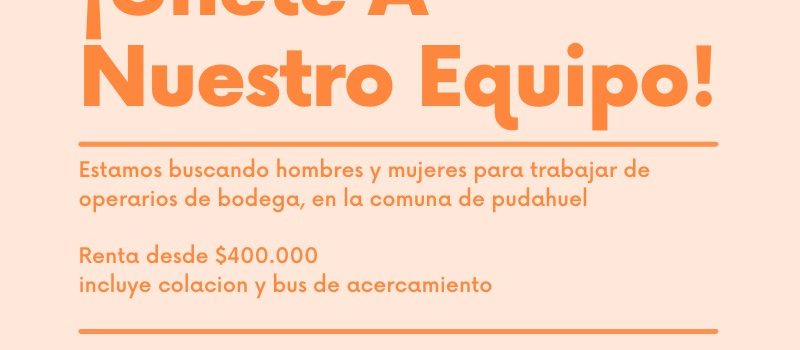 ¡Únete A
Nuestro Equipo!
Estamos buscando hombres y mujeres para trabajar de
operarios de bodega, en la comuna de pudahuel
Renta desde $400.000
incluye colacion y bus de acercamiento